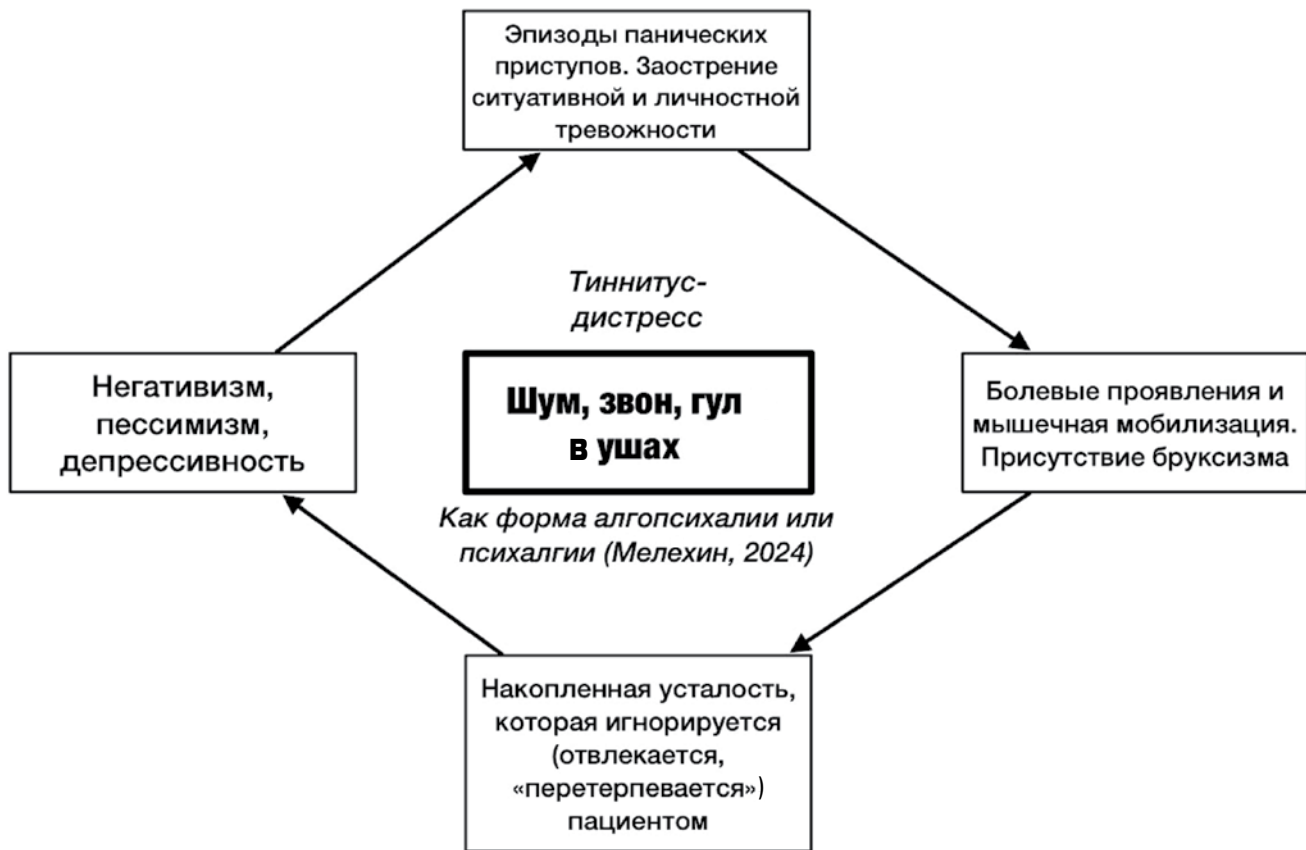 Эпизоды панических
приступов. Заострение
ситуативной и личностной
тревожности
Тиннитус-
дистресс
Негативизм,
пессимизм,
депрессивность
Шум, звон, гул
в ушах
Болевые проявления и
мышечная мобилизация.
Присутствие бруксизма
Как форма алгопсихалии или
психалгии (Мелехин, 2024)
Накопленная усталость,
которая игнорируется
(отвлекается,
«перетерпевается»)
пациентом